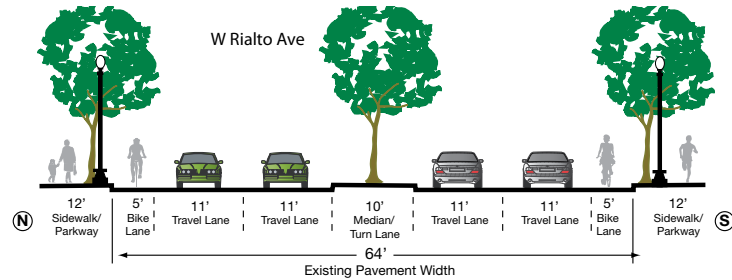 W Rialto Ave
12' 5' 11' 11' 10' 11' 11' 5' 12'
N Sidewalk/ Bike Travel Lane Travel Lane Median/ Travel Lane Travel Lane Bike Sidewalk/ S
Parkway Lane Turn Lane Lane Parkway
64'
Existing Pavement Width